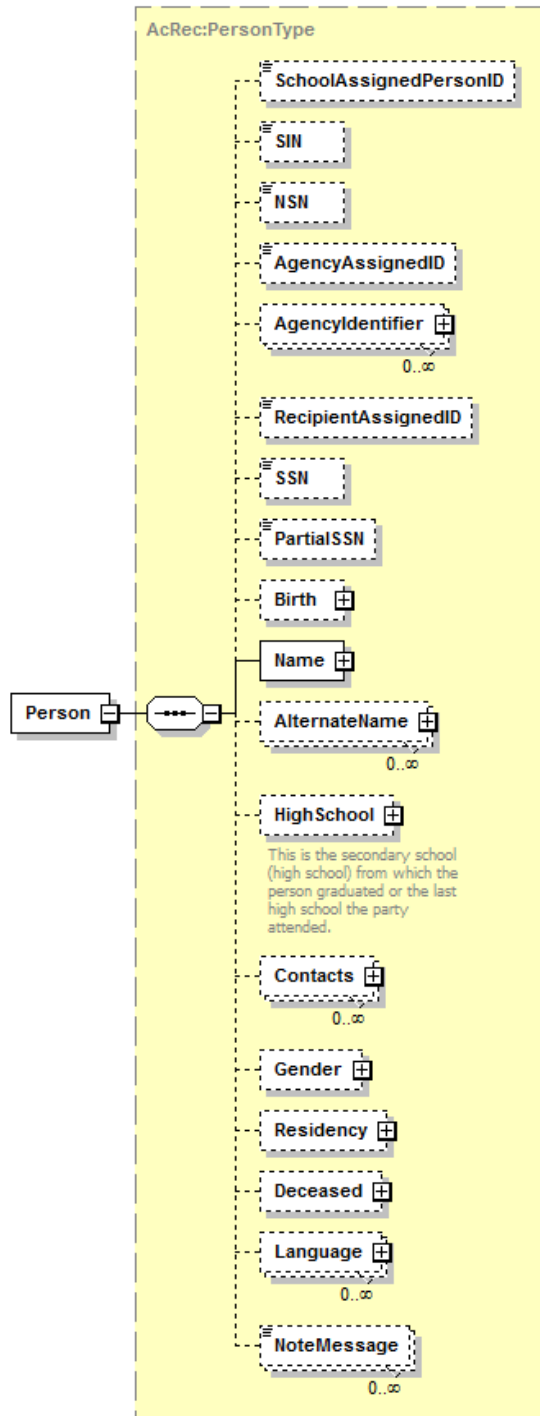 AcRec:PersonType
SchoolAssignedPersonID
SIN
NSN
AgencyAssignedID
AgencyIdentifier
0..∞
RecipientAssignedID
SSN
PartialSSN
Birth
Name
Person
AlternateName
0..∞
HighSchool
This is the secondary school
(high school) from which the
person graduated or the last
high school the party
attended.
Contacts
0..∞
Gender
Residency
Deceased
Language
0..∞
NoteMessage
0..∞